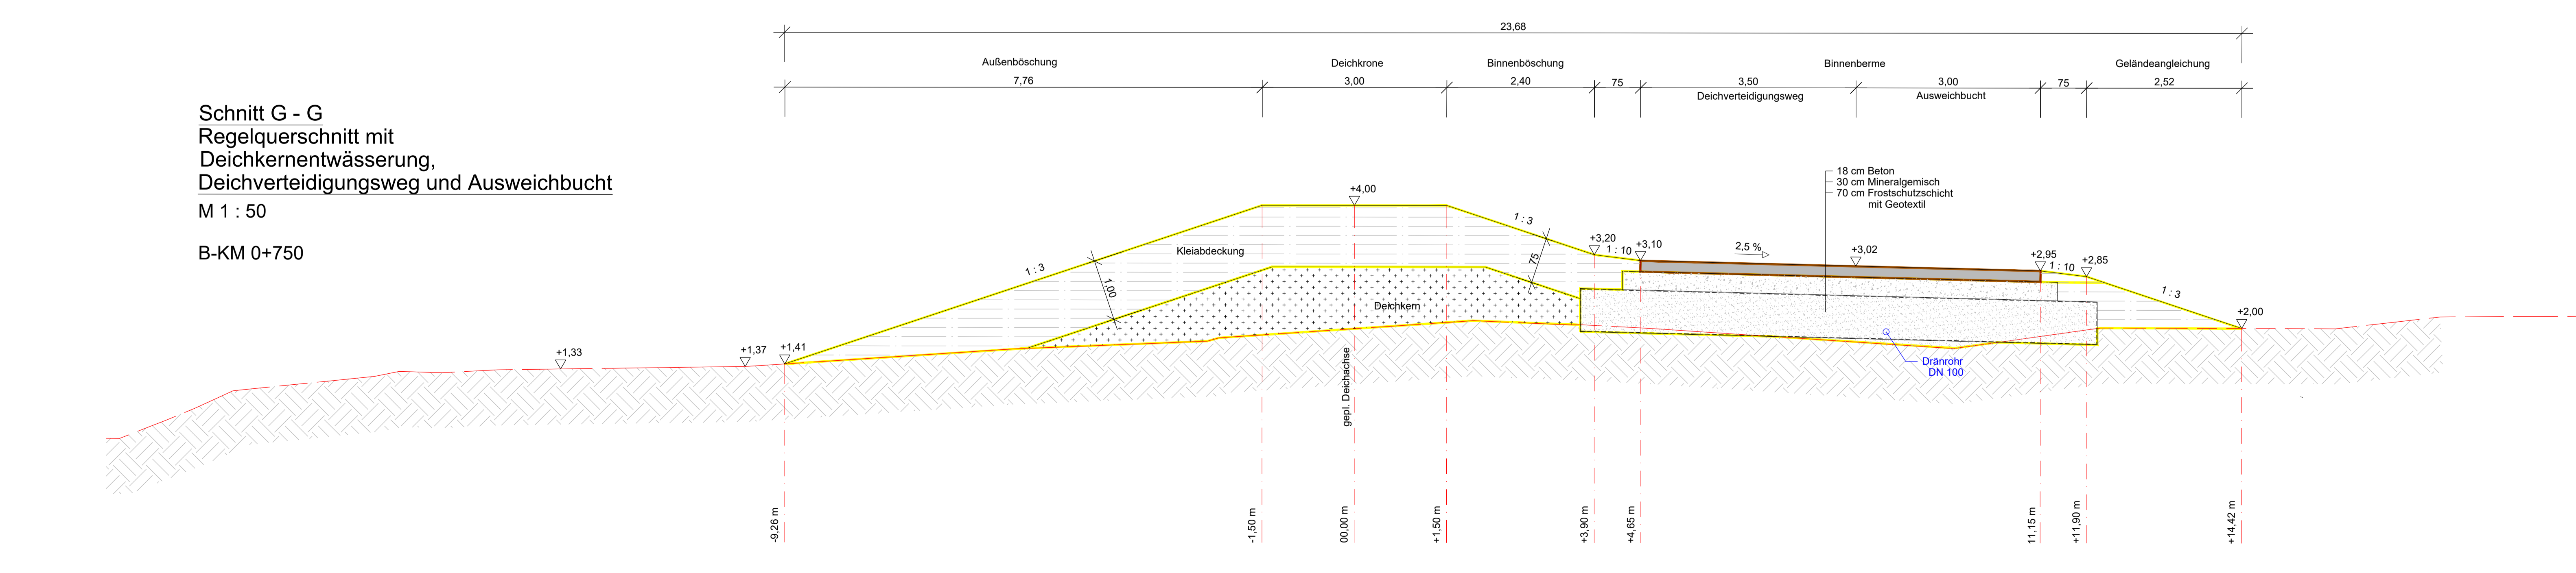 23,68
Außenböschung
Deichkrone
Binnenböschung
Binnenberme
Geländeangleichung
7,76
3,00
2,40
75
3,50
3,00
75
2,52
Deichverteidigungsweg
Ausweichbucht
Schnitt G - G
Regelquerschnitt mit
Deichkernentwässerung,
Deichverteidigungsweg und Ausweichbucht
M 1 : 50
B-KM 0+750
18 cm Beton
30 cm Mineralgemisch
70 cm Frostschutzschicht
mit Geotextil
+4,00
1 : 3
+3,20
1 : 10
+3,10
2,5 %
+3,02
+2,95
1 : 10
+2,85
Kleiabdeckung
75
1 : 3
1,00
1 : 3
Deichkern
+2,00
+1,33
+1,37
+1,41
Dränrohr
DN 100
gepl. Deichachse
-9,26 m
-1,50 m
00,00 m
+1,50 m
+3,90 m
+4,65 m
11,15 m
+11,90 m
+14,42 m